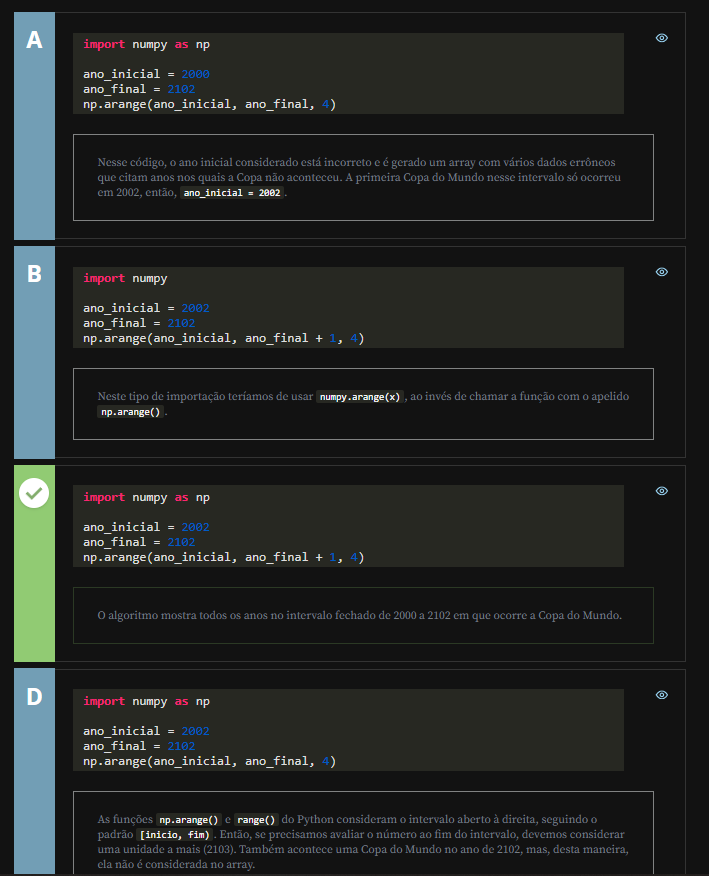 A
import numpy as np
ano_inicial = 2000
ano_final = 2102
np.arange(ano_inicial, ano_final, 4)
Nesse código, o ano inicial considerado está incorreto e é gerado um array com vários dados errôneos
que citam anos nos quais a Copa não aconteceu. A primeira Copa do Mundo nesse intervalo só ocorreu
em 2002, então, ano_inicial = 2002.
B
import numpy
ano_inicial = 2002
ano_final = 2102
np.arange(ano_inicial, ano_final + 1, 4)
Neste tipo de importação teríamos de usar numpy.arange(x), ao invés de chamar a função com o apelido
np.arange().
import numpy as np
ano_inicial = 2002
ano_final = 2102
np.arange(ano_inicial, ano_final + 1, 4)
O algoritmo mostra todos os anos no intervalo fechado de 2000 a 2102 em que ocorre a Copa do Mundo.
D
import numpy as np
ano_inicial = 2002
ano_final = 2102
np.arange(ano_inicial, ano_final, 4)
As funções np.arange() e range() do Python consideram o intervalo aberto à direita, seguindo o
padrão [inicio, fim). Então, se precisamos avaliar o número ao fim do intervalo, devemos considerar
uma unidade a mais (2103). Também acontece uma Copa do Mundo no ano de 2102, mas, desta maneira,
ela não é considerada no array.